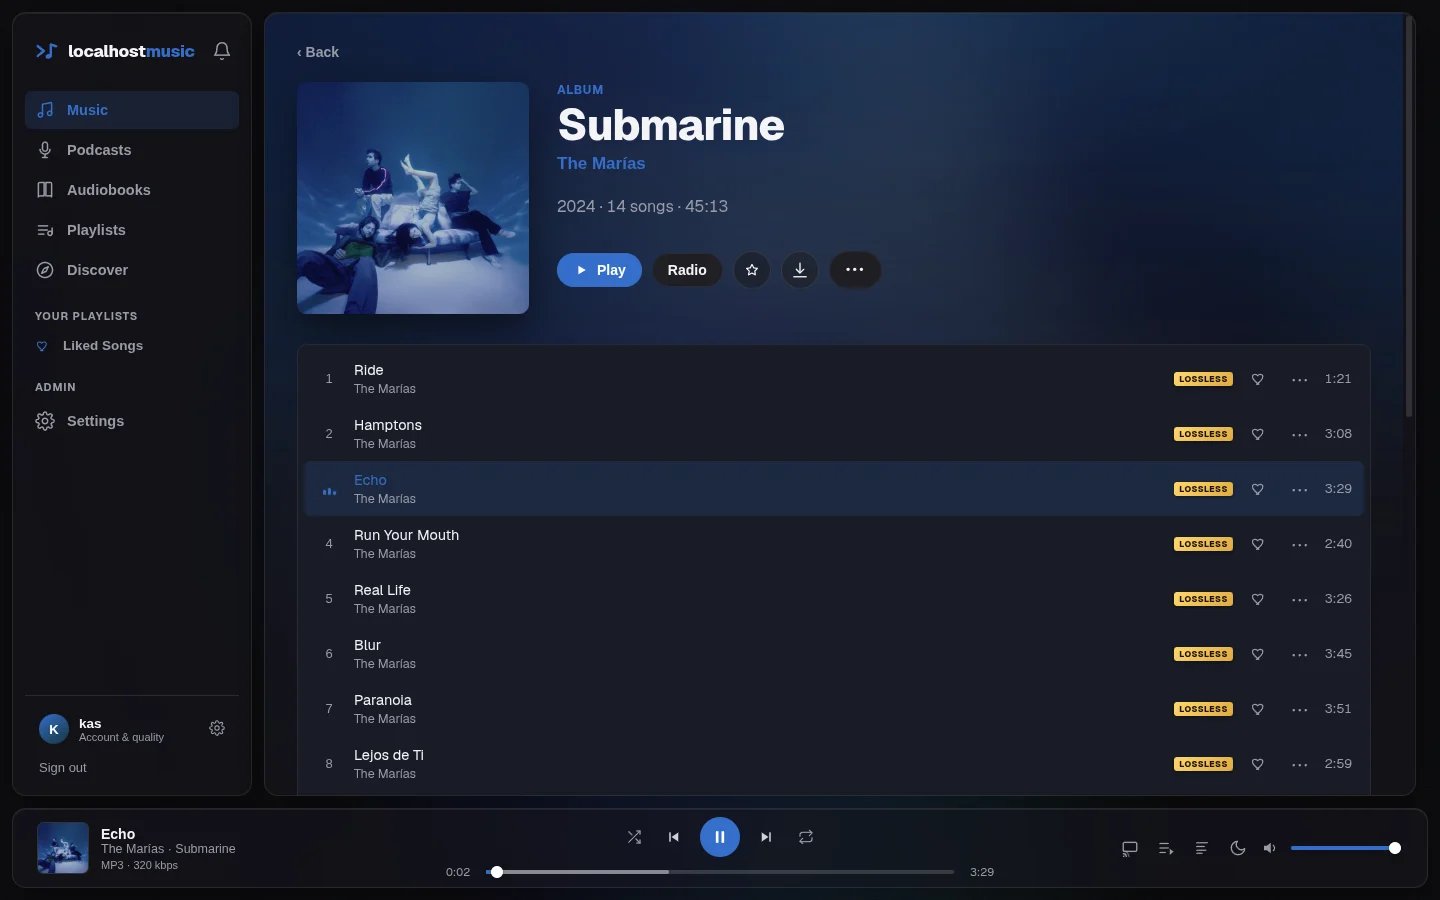 localhostmusic
Music
Podcasts
Audiobooks
Playlists
Discover
YOUR PLAYLISTS
Liked Songs
ADMIN
Settings
K
kas
Account & quality
Sign out
‹ Back
ALBUM
Submarine
The Marías
2024 · 14 songs · 45:13
Play
Radio
1 Ride LOSSLESS 1:21
The Marías
2 Hamptons LOSSLESS 3:08
The Marías
Echo LOSSLESS 3:29
The Marías
4 Run Your Mouth LOSSLESS 2:40
The Marías
5 Real Life LOSSLESS 3:26
The Marías
6 Blur LOSSLESS 3:45
The Marías
7 Paranoia LOSSLESS 3:51
The Marías
8 Lejos de Ti LOSSLESS 2:59
The Marías
Echo
The Marías · Submarine
MP3 · 320 kbps
0:02 3:29